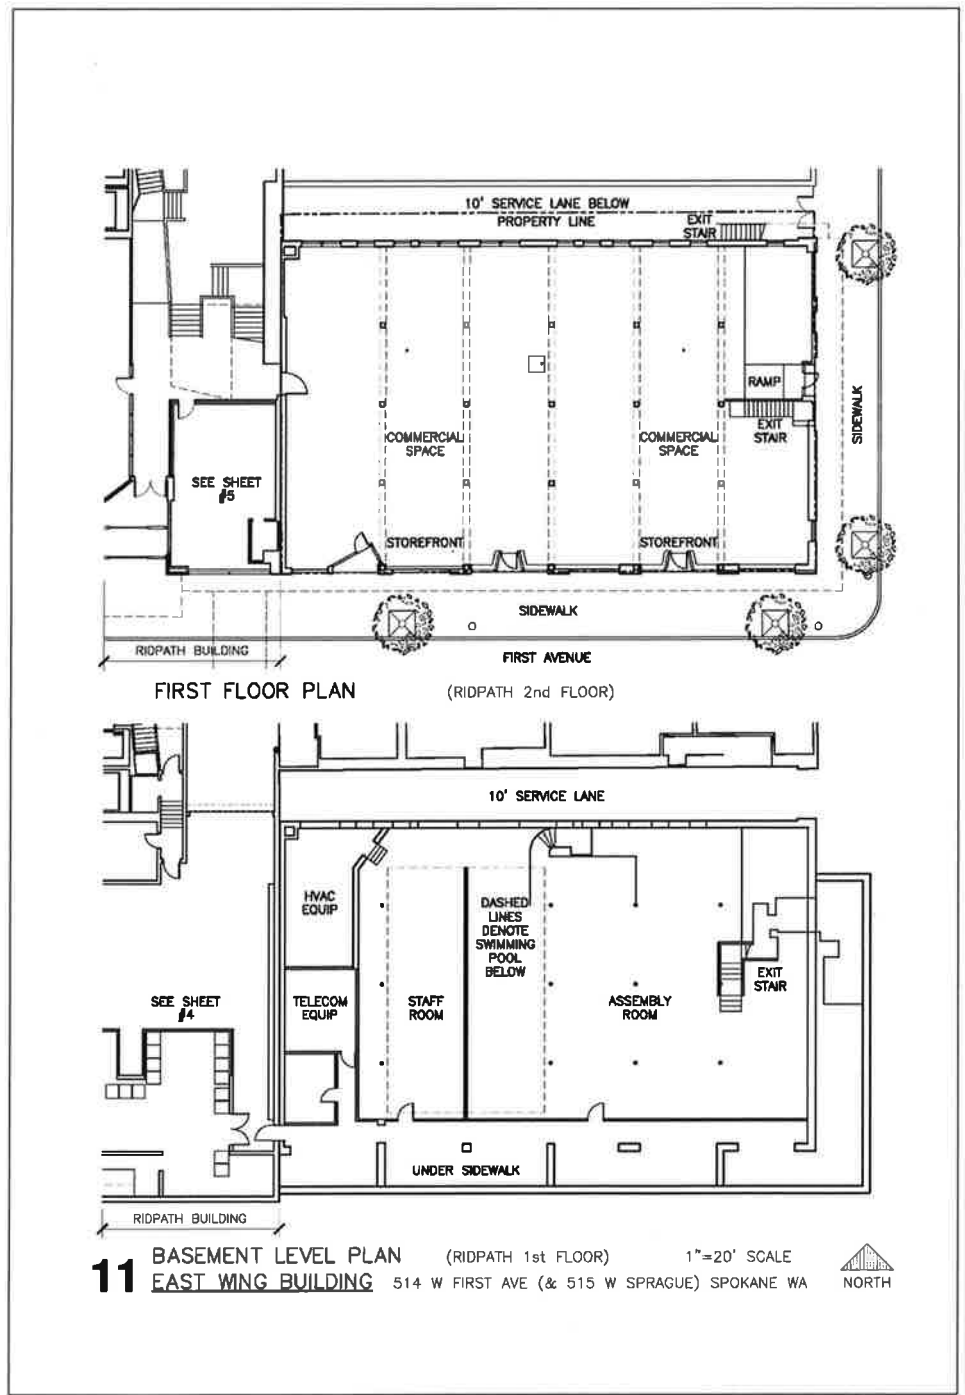 10' SERVICE LANE BELOW
PROPERTY LINE
EXIT
STAIR
RAMP
EXIT
STAIR
SIDEWALK
COMMERCIAL
SPACE
COMMERCIAL
SPACE
SEE SHEET
#5
STOREFRONT
STOREFRONT
SIDEWALK
RIDPATH BUILDING
FIRST AVENUE
FIRST FLOOR PLAN
(RIDPATH 2nd FLOOR)
10' SERVICE LANE
HVAC
EQUIP
DASHED
LINES
DENOTE
SWIMMING
POOL
BELOW
SEE SHEET
#4
TELECOM
EQUIP
STAFF
ROOM
ASSEMBLY
ROOM
EXIT
STAIR
UNDER SIDEWALK
RIDPATH BUILDING
11
BASEMENT LEVEL PLAN
(RIDPATH 1st FLOOR)
1"=20' SCALE
EAST WING BUILDING
514 W FIRST AVE (& 515 W SPRAGUE) SPOKANE WA
NORTH